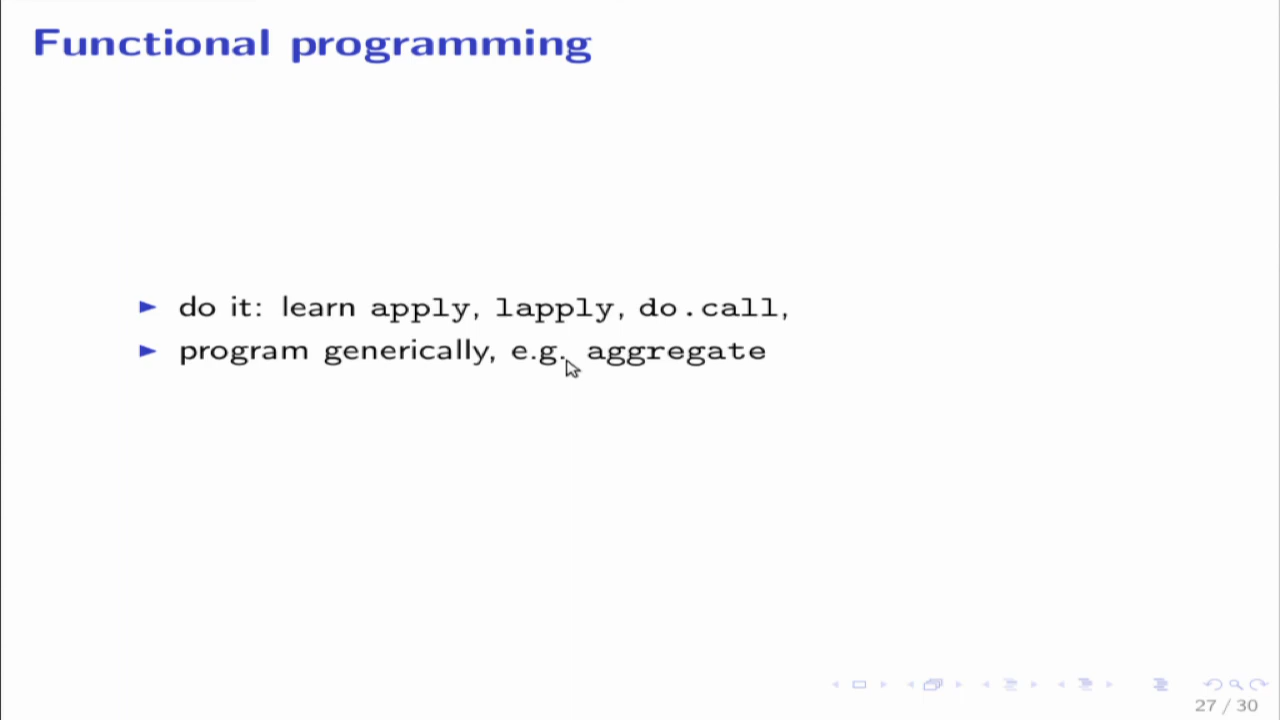 Functional programming
do it: learn apply, lapply, do.call,
program generically, e.g. aggregate
27 / 30